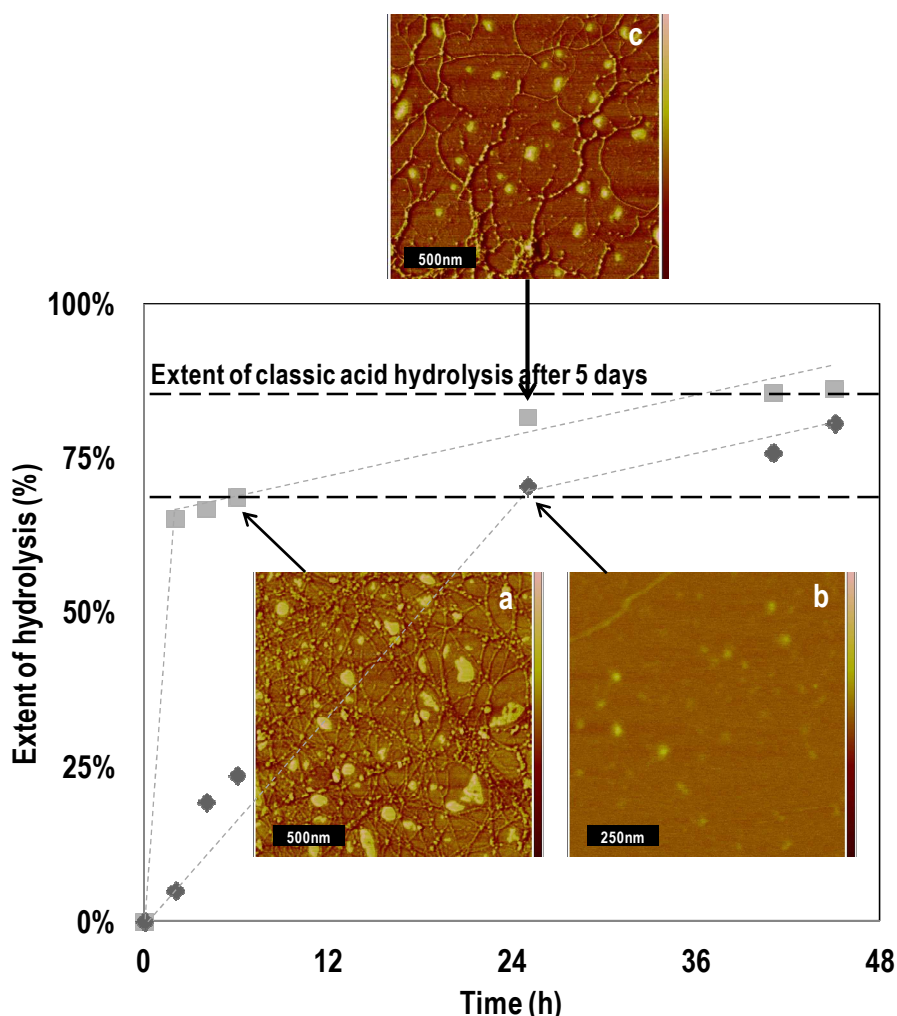 c
500nm
100%
Extent of classic acid hydrolysis after 5 days
75%
Extent of hydrolysis (%)
a
b
50%
25%
500nm
250nm
0%
0 12 24 36 48
Time (h)